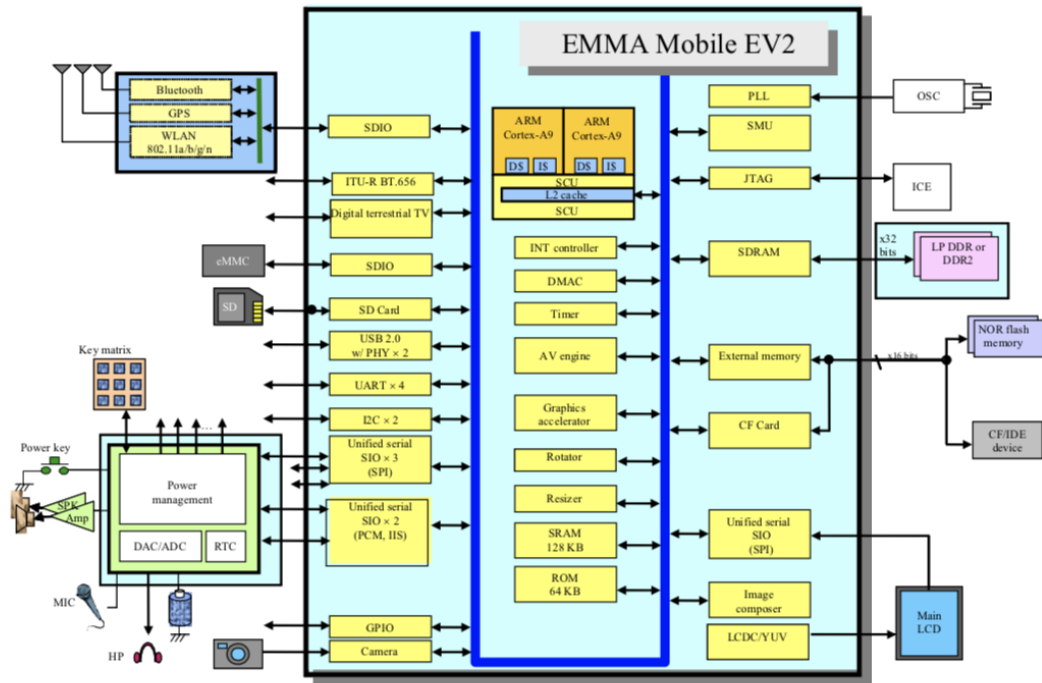 EMMA Mobile EV2
Bluetooth
GPS
WLAN
802.11a/b/g/n
SDIO
ITU-R BT.656
Digital terrestrial TV
eMMC
SDIO
SD
SD Card
USB 2.0
w/ PHY × 2
UART × 4
I2C × 2
Unified serial
SIO × 3
(SPI)
Unified serial
SIO × 2
(PCM, IIS)
GPIO
Camera
Key matrix
Power key
...
Power
management
SPK
Amp
DAC/ADC
RTC
MIC
HP
ARM
Cortex-A9
ARM
Cortex-A9
D$
I$
D$
I$
SCU
L2 cache
SCU
INT controller
DMAC
Timer
AV engine
Graphics
accelerator
Rotator
Resizer
SRAM
128 KB
ROM
64 KB
PLL
SMU
JTAG
SDRAM
External memory
CF Card
Unified serial
SIO
(SPI)
Image
composer
LCDC/YUV
OSC
ICE
x32
bits
LP DDR or
DDR2
x16 bits
NOR flash
memory
CF/IDE
device
Main
LCD